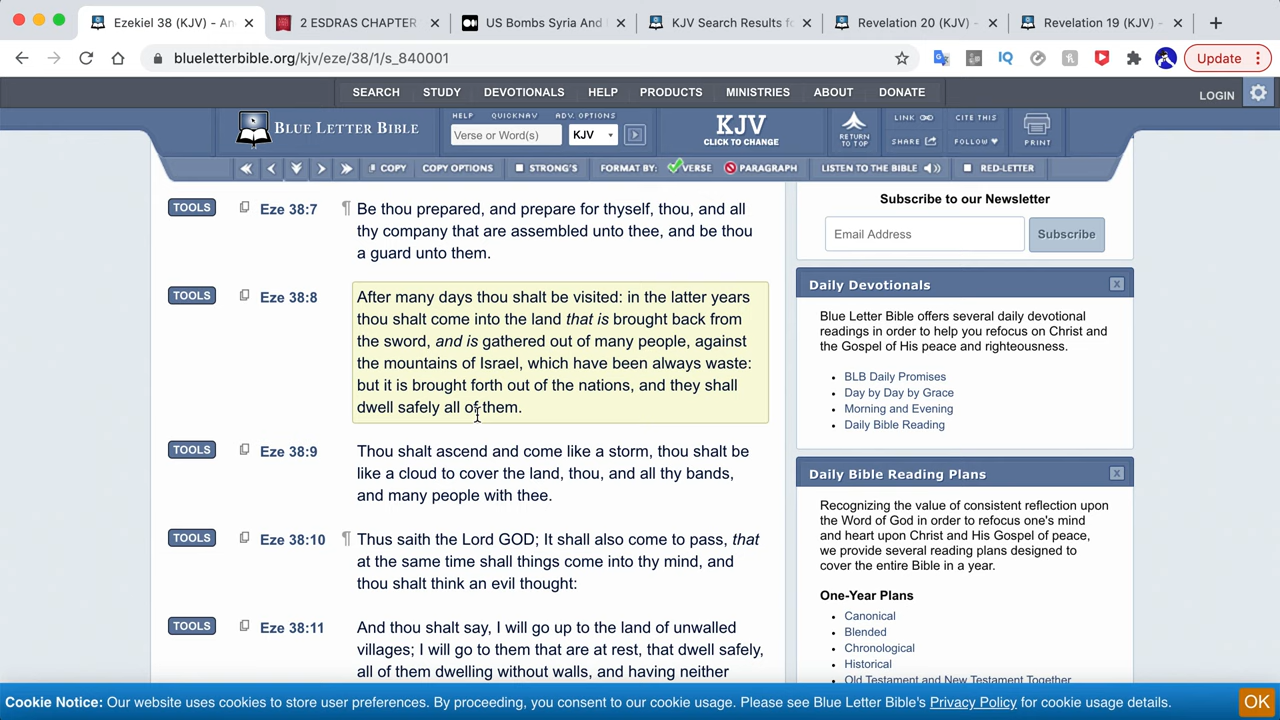 Ezekiel 38 (KJV) - An
2 ESDRAS CHAPTER
US Bombs Syria And
KJV Search Results fo
Revelation 20 (KJV) -
Revelation 19 (KJV) -
blueletterbible.org/kjv/eze/38/1/s_840001
Update
SEARCH STUDY DEVOTIONALS HELP PRODUCTS MINISTRIES ABOUT DONATE
LOGIN
BLUE LETTER BIBLE
HELP QUICKNAV ADV. OPTIONS
Verse or Word(s)
KJV
KJV
CLICK TO CHANGE
RETURN
TO TOP
LINK
CITE THIS
SHARE
FOLLOW
PRINT
COPY COPY OPTIONS STRONG'S FORMAT BY: VERSE PARAGRAPH LISTEN TO THE BIBLE RED-LETTER
TOOLS Eze 38:7 ¶ Be thou prepared, and prepare for thyself, thou, and all
thy company that are assembled unto thee, and be thou
a guard unto them.
TOOLS Eze 38:8 After many days thou shalt be visited: in the latter years
thou shalt come into the land that is brought back from
the sword, and is gathered out of many people, against
the mountains of Israel, which have been always waste:
but it is brought forth out of the nations, and they shall
dwell safely all of them.
TOOLS Eze 38:9 Thou shalt ascend and come like a storm, thou shalt be
like a cloud to cover the land, thou, and all thy bands,
and many people with thee.
TOOLS Eze 38:10 ¶ Thus saith the Lord GOD; It shall also come to pass, that
at the same time shall things come into thy mind, and
thou shalt think an evil thought:
TOOLS Eze 38:11 And thou shalt say, I will go up to the land of unwalled
villages; I will go to them that are at rest, that dwell safely,
all of them dwelling without walls, and having neither
Subscribe to our Newsletter
Email Address
Subscribe
Daily Devotionals
Blue Letter Bible offers several daily devotional
readings in order to help you refocus on Christ and
the Gospel of His peace and righteousness.
BLB Daily Promises
Day by Day by Grace
Morning and Evening
Daily Bible Reading
Daily Bible Reading Plans
Recognizing the value of consistent reflection upon
the Word of God in order to refocus one's mind
and heart upon Christ and His Gospel of peace,
we provide several reading plans designed to
cover the entire Bible in a year.
One-Year Plans
Canonical
Blended
Chronological
Historical
Old Testament and New Testament Together
Cookie Notice: Our website uses cookies to store user preferences. By proceeding, you consent to our cookie usage. Please see Blue Letter Bible's Privacy Policy for cookie usage details.
OK